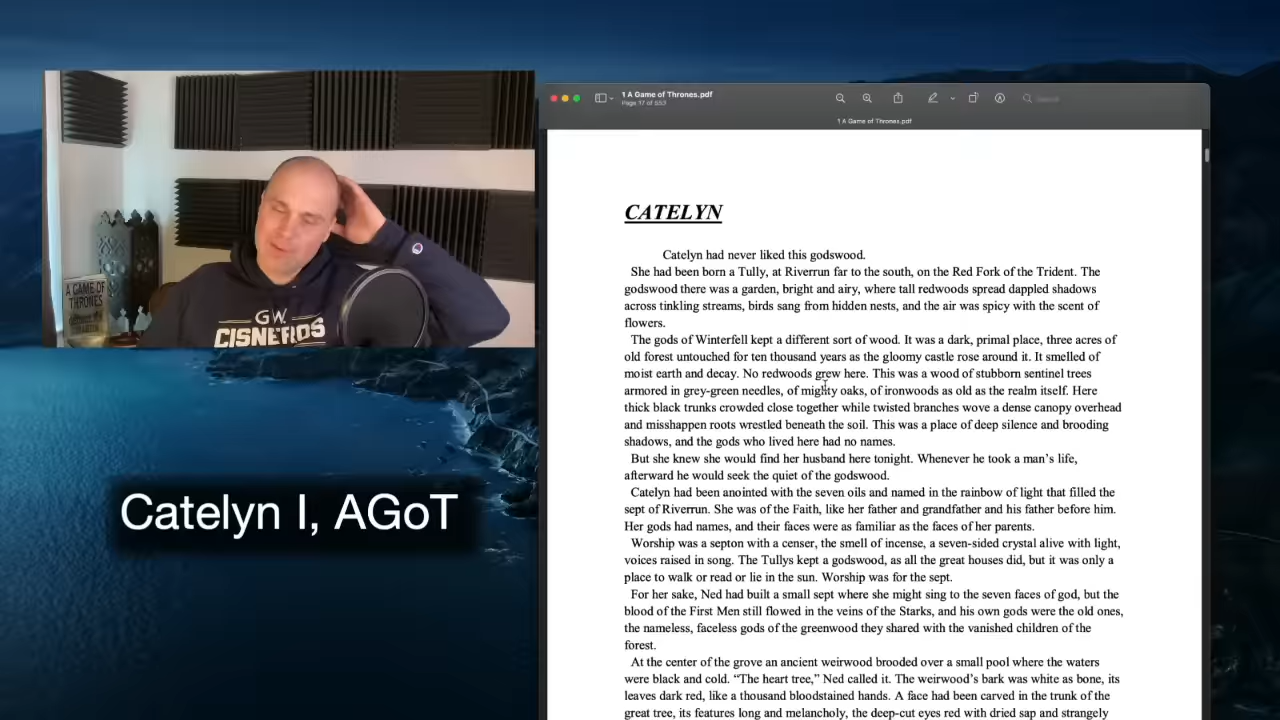 1 A Game of Thrones.pdf
Page 17 of 553
Search
1 A Game of Thrones.pdf
CATELYN
Catelyn had never liked this godswood.
She had been born a Tully, at Riverrun far to the south, on the Red Fork of the Trident. The
godswood there was a garden, bright and airy, where tall redwoods spread dappled shadows
across tinkling streams, birds sang from hidden nests, and the air was spicy with the scent of
flowers.
The gods of Winterfell kept a different sort of wood. It was a dark, primal place, three acres of
old forest untouched for ten thousand years as the gloomy castle rose around it. It smelled of
moist earth and decay. No redwoods grew here. This was a wood of stubborn sentinel trees
armored in grey-green needles, of mighty oaks, of ironwoods as old as the realm itself. Here
thick black trunks crowded close together while twisted branches wove a dense canopy overhead
and misshappen roots wrestled beneath the soil. This was a place of deep silence and brooding
shadows, and the gods who lived here had no names.
But she knew she would find her husband here tonight. Whenever he took a man's life,
afterward he would seek the quiet of the godswood.
Catelyn had been anointed with the seven oils and named in the rainbow of light that filled the
sept of Riverrun. She was of the Faith, like her father and grandfather and his father before him.
Her gods had names, and their faces were as familiar as the faces of her parents.
Worship was a septon with a censer, the smell of incense, a seven-sided crystal alive with light,
voices raised in song. The Tullys kept a godswood, as all the great houses did, but it was only a
place to walk or read or lie in the sun. Worship was for the sept.
For her sake, Ned had built a small sept where she might sing to the seven faces of god, but the
blood of the First Men still flowed in the veins of the Starks, and his own gods were the old ones,
the nameless, faceless gods of the greenwood they shared with the vanished children of the
forest.
At the center of the grove an ancient weirwood brooded over a small pool where the waters
were black and cold. “The heart tree,” Ned called it. The weirwood's bark was white as bone, its
leaves dark red, like a thousand bloodstained hands. A face had been carved in the trunk of the
great tree, its features long and melancholy, the deep-cut eyes red with dried sap and strangely
A GAME OF
THRONES
GW
CISNEROS
Catelyn I, AGoT